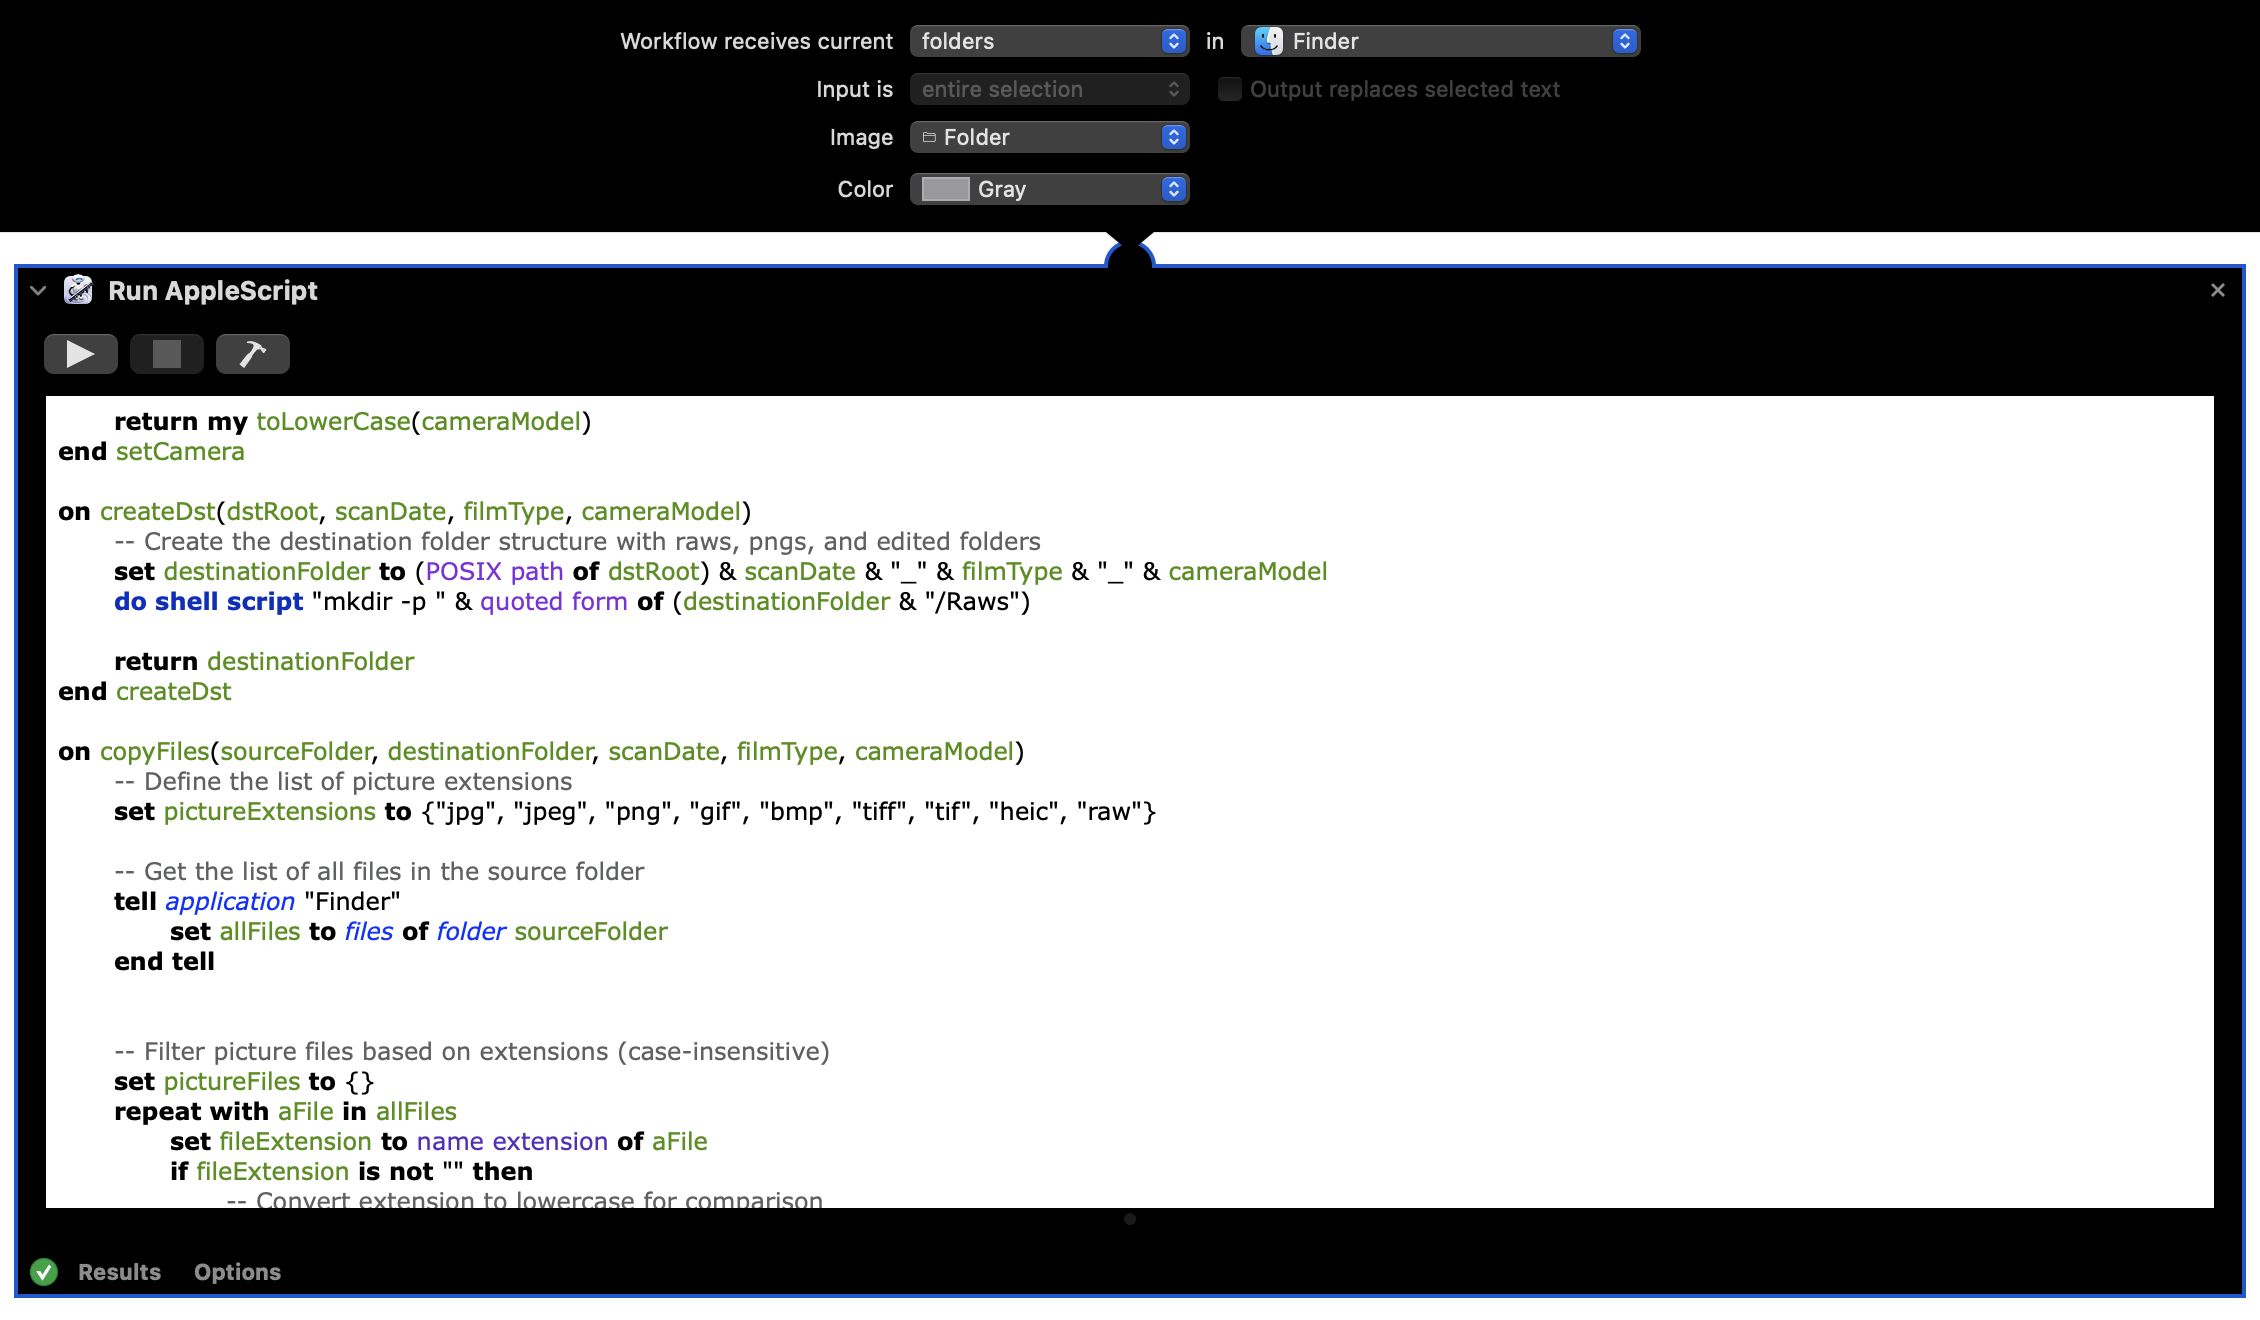 Workflow receives current folders in Finder
Input is entire selection Output replaces selected text
Image Folder
Color Gray
Run AppleScript
return my toLowerCase(cameraModel)
end setCamera
on createDst(dstRoot, scanDate, filmType, cameraModel)
-- Create the destination folder structure with raws, pngs, and edited folders
set destinationFolder to (POSIX path of dstRoot) & scanDate & "_" & filmType & "_" & cameraModel
do shell script "mkdir -p " & quoted form of (destinationFolder & "/Raws")
return destinationFolder
end createDst
on copyFiles(sourceFolder, destinationFolder, scanDate, filmType, cameraModel)
-- Define the list of picture extensions
set pictureExtensions to {"jpg", "jpeg", "png", "gif", "bmp", "tiff", "tif", "heic", "raw"}
-- Get the list of all files in the source folder
tell application "Finder"
set allFiles to files of folder sourceFolder
end tell
-- Filter picture files based on extensions (case-insensitive)
set pictureFiles to {}
repeat with aFile in allFiles
set fileExtension to name extension of aFile
if fileExtension is not "" then
-- Convert extension to lowercase for comparison
Results Options